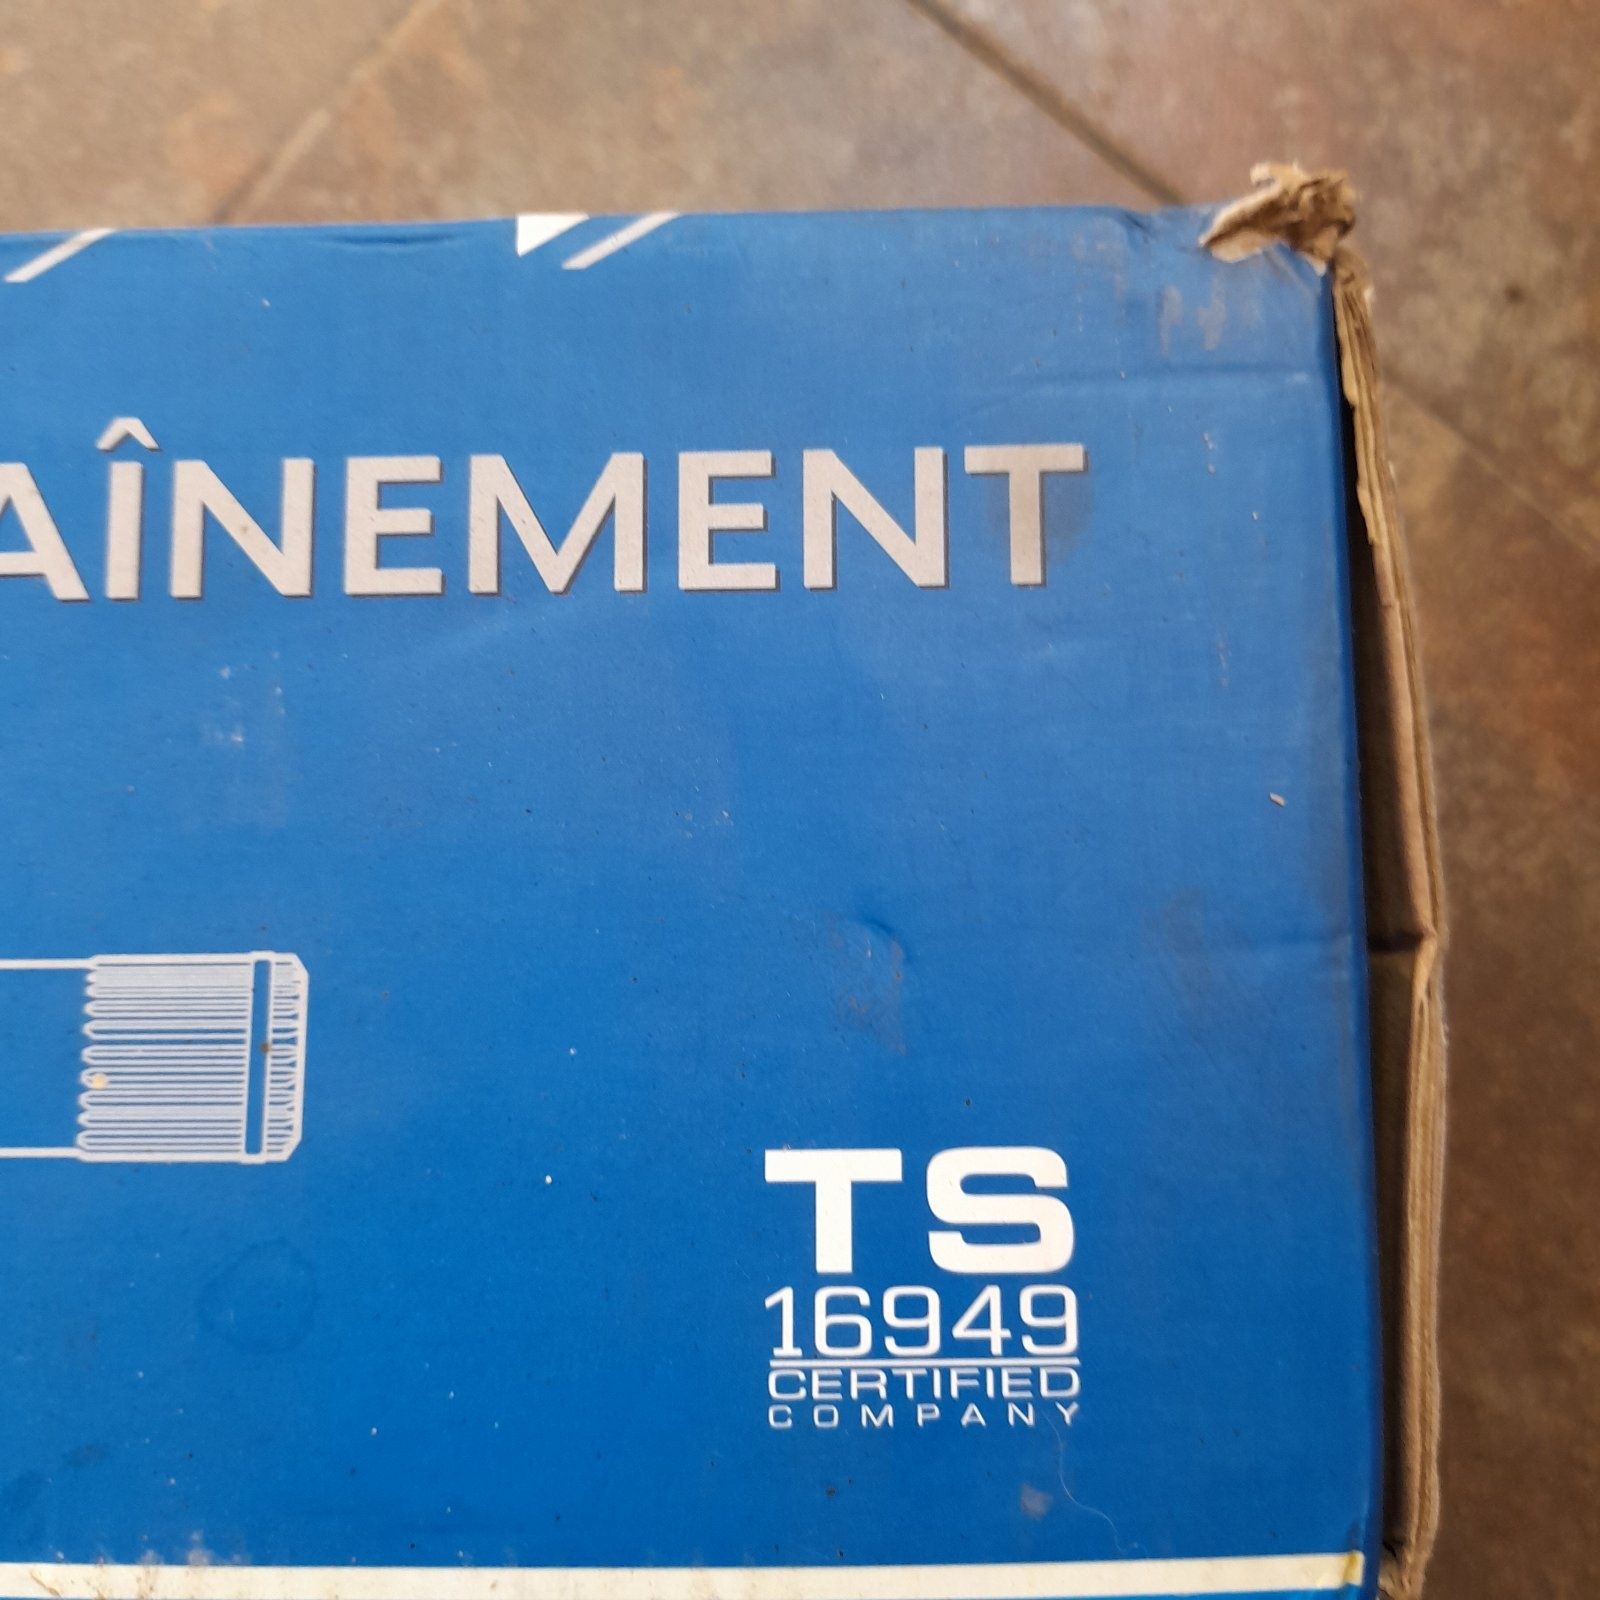 AÎNEMENT
TS
16949
CERTIFIED
COMPANY